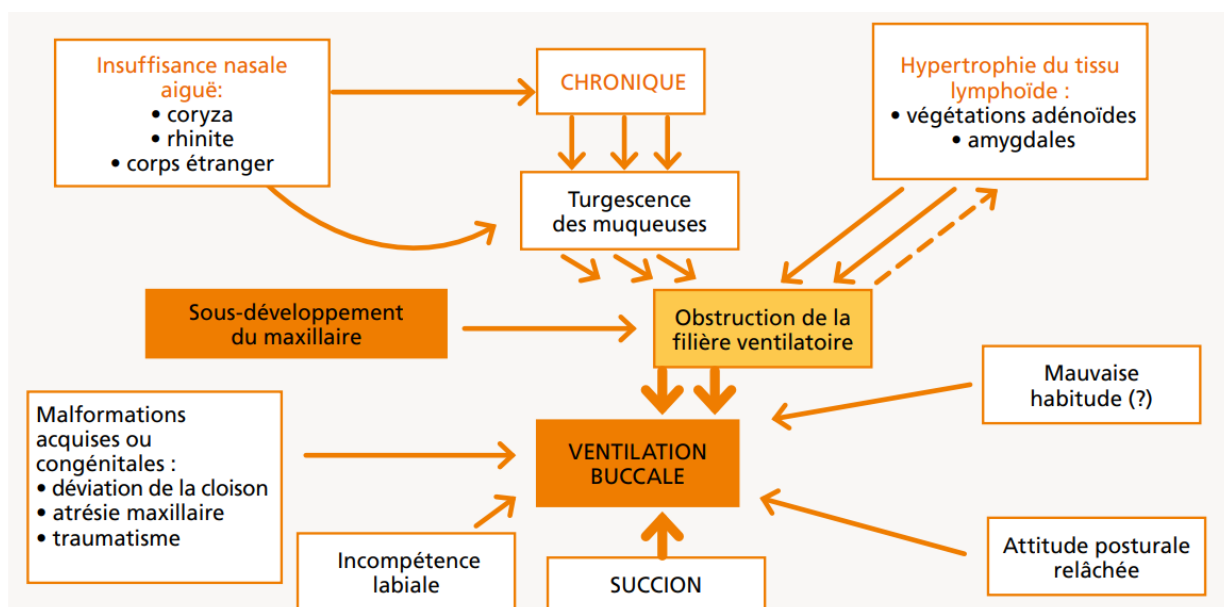 Insuffisance nasale
aiguë:
• coryza
• rhinite
• corps étranger
CHRONIQUE
Hypertrophie du tissu
lymphoïde :
• végétations adénoïdes
• amygdales
Turgescence
des muqueuses
Sous-développement
du maxillaire
Obstruction de la
filière ventilatoire
Mauvaise
habitude (?)
Malformations
acquises ou
congénitales :
• déviation de la cloison
• atrésie maxillaire
• traumatisme
VENTILATION
BUCCALE
Incompétence
labiale
SUCCION
Attitude posturale
relâchée